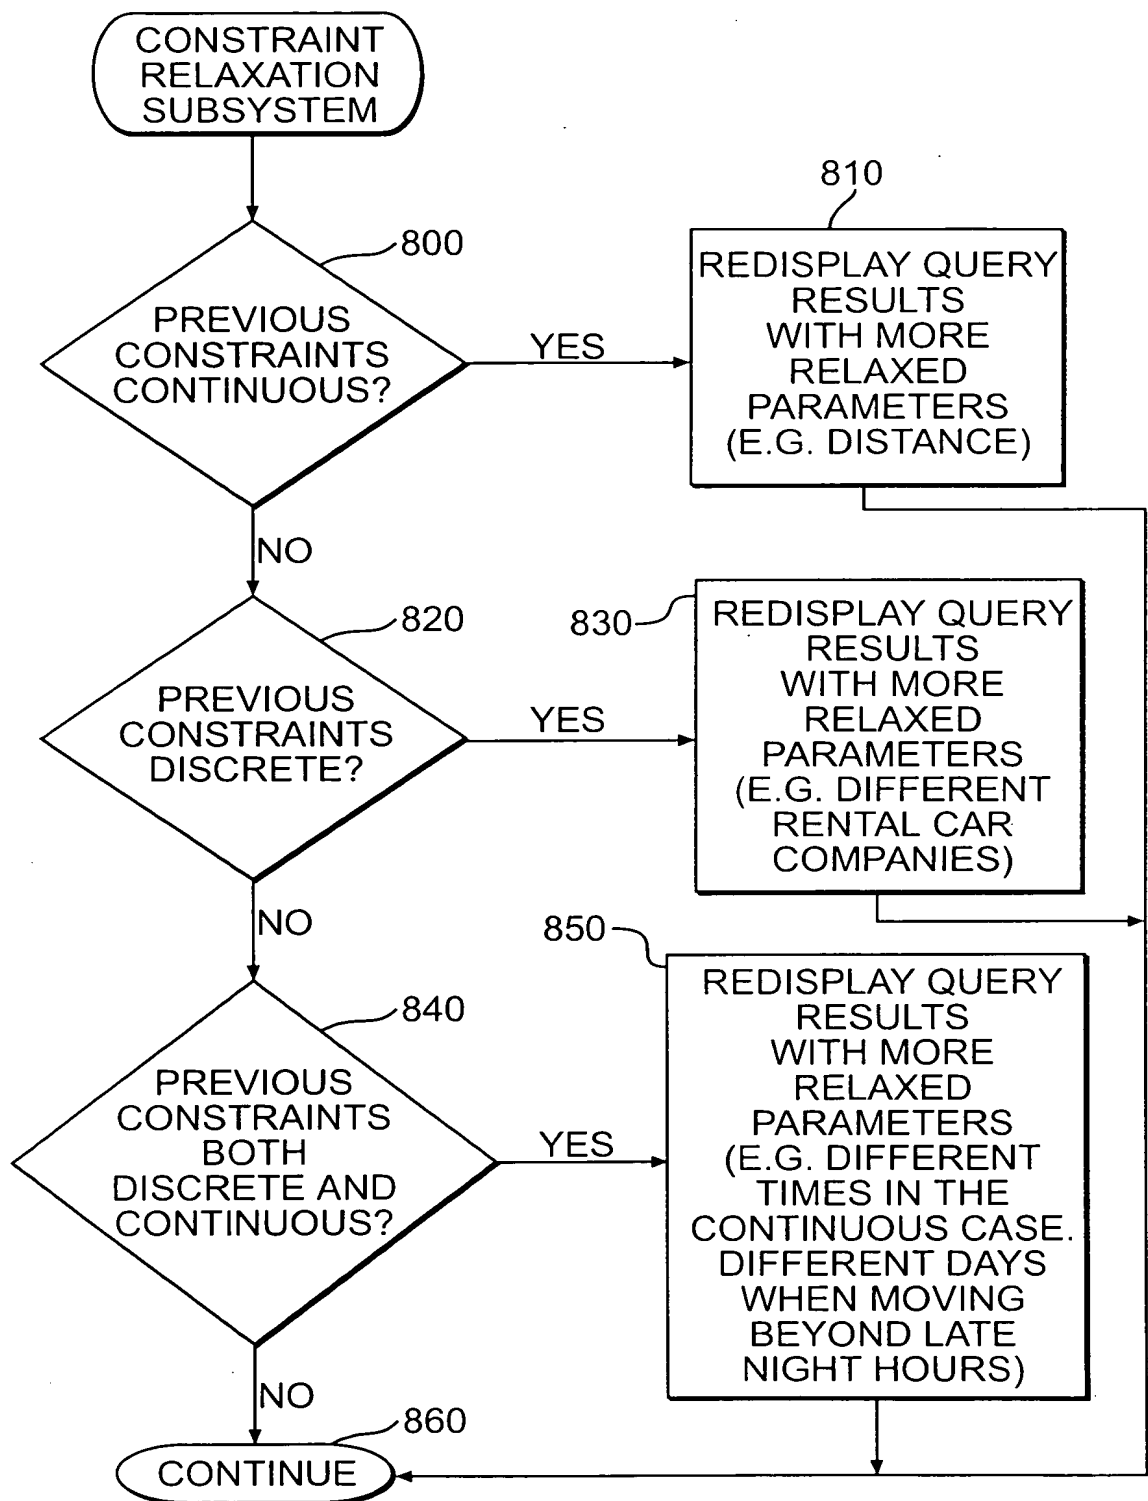 CONSTRAINT
RELAXATION
SUBSYSTEM
800
PREVIOUS
CONSTRAINTS
CONTINUOUS?
YES
810
REDISPLAY QUERY
RESULTS
WITH MORE
RELAXED
PARAMETERS
(E.G. DISTANCE)
NO
820
PREVIOUS
CONSTRAINTS
DISCRETE?
YES
830
REDISPLAY QUERY
RESULTS
WITH MORE
RELAXED
PARAMETERS
(E.G. DIFFERENT
RENTAL CAR
COMPANIES)
NO
840
PREVIOUS
CONSTRAINTS
BOTH
DISCRETE AND
CONTINUOUS?
YES
850
REDISPLAY QUERY
RESULTS
WITH MORE
RELAXED
PARAMETERS
(E.G. DIFFERENT
TIMES IN THE
CONTINUOUS CASE.
DIFFERENT DAYS
WHEN MOVING
BEYOND LATE
NIGHT HOURS)
NO
860
CONTINUE